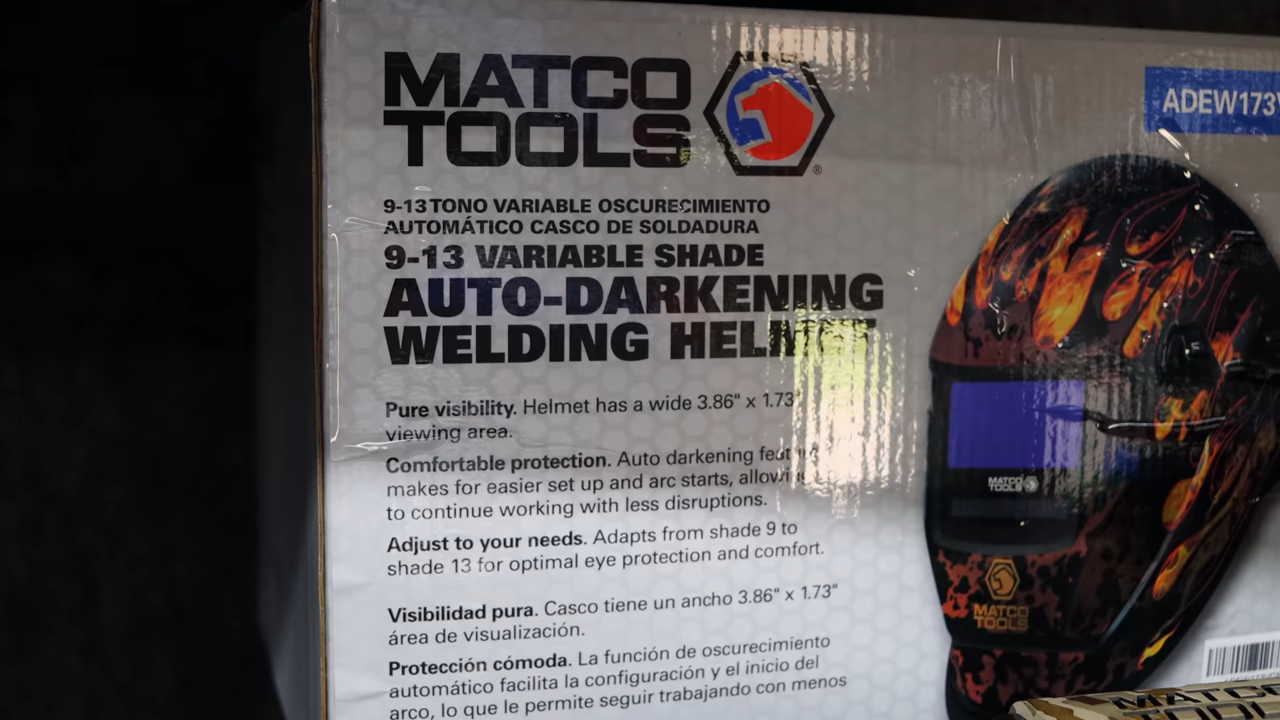 MATCO
TOOLS
®
ADEW173
9-13 TONO VARIABLE OSCURECIMIENTO
AUTOMÁTICO CASCO DE SOLDADURA
9-13 VARIABLE SHADE
AUTO-DARKENING
WELDING HELMET
Pure visibility. Helmet has a wide 3.86" x 1.73"
viewing area.
Comfortable protection. Auto darkening feature
makes for easier set up and arc starts, allowing
to continue working with less disruptions.
Adjust to your needs. Adapts from shade 9 to
shade 13 for optimal eye protection and comfort.
Visibilidad pura. Casco tiene un ancho 3.86" x 1.73"
área de visualización.
Protección cómoda. La función de oscurecimiento
automático facilita la configuración y el inicio del
arco, lo que le permite seguir trabajando con menos
MATCO
TOOLS
MATCO
TOOLS
MATCO
TOOLS